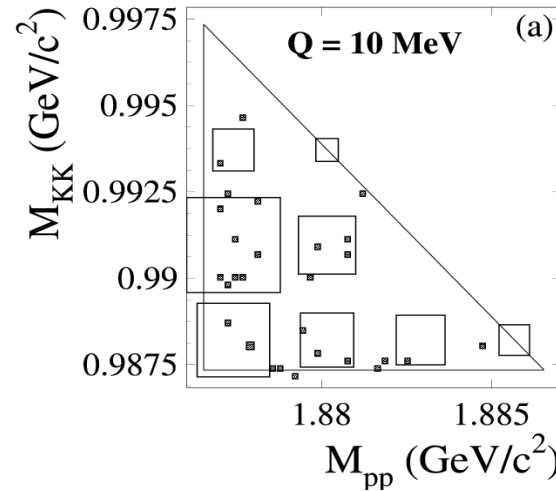 (a)
Q = 10 MeV
0.9975
0.995
0.9925
0.99
0.9875
M_KK (GeV/c²)
1.88
1.885
M_pp (GeV/c²)